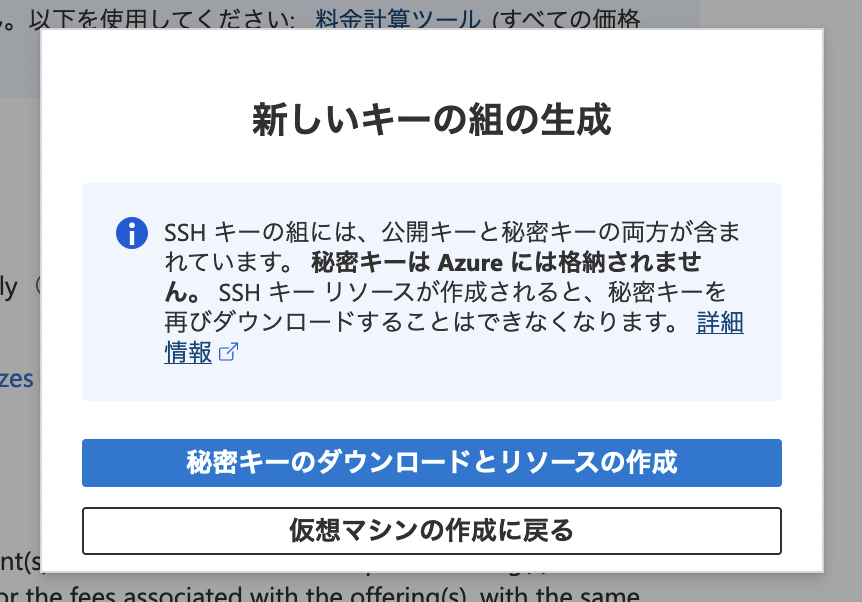 。以下を使用してください: 料金計算ツール (すべての価格
新しいキーの組の生成
SSH キーの組には、公開キーと秘密キーの両方が含ま
れています。 秘密キーは Azure には格納されませ
ん。 SSH キー リソースが作成されると、秘密キーを
再びダウンロードすることはできなくなります。 詳細
情報
ly (
zes
秘密キーのダウンロードとリソースの作成
仮想マシンの作成に戻る
nt(s
or the fees associated with the offering(s), with the same